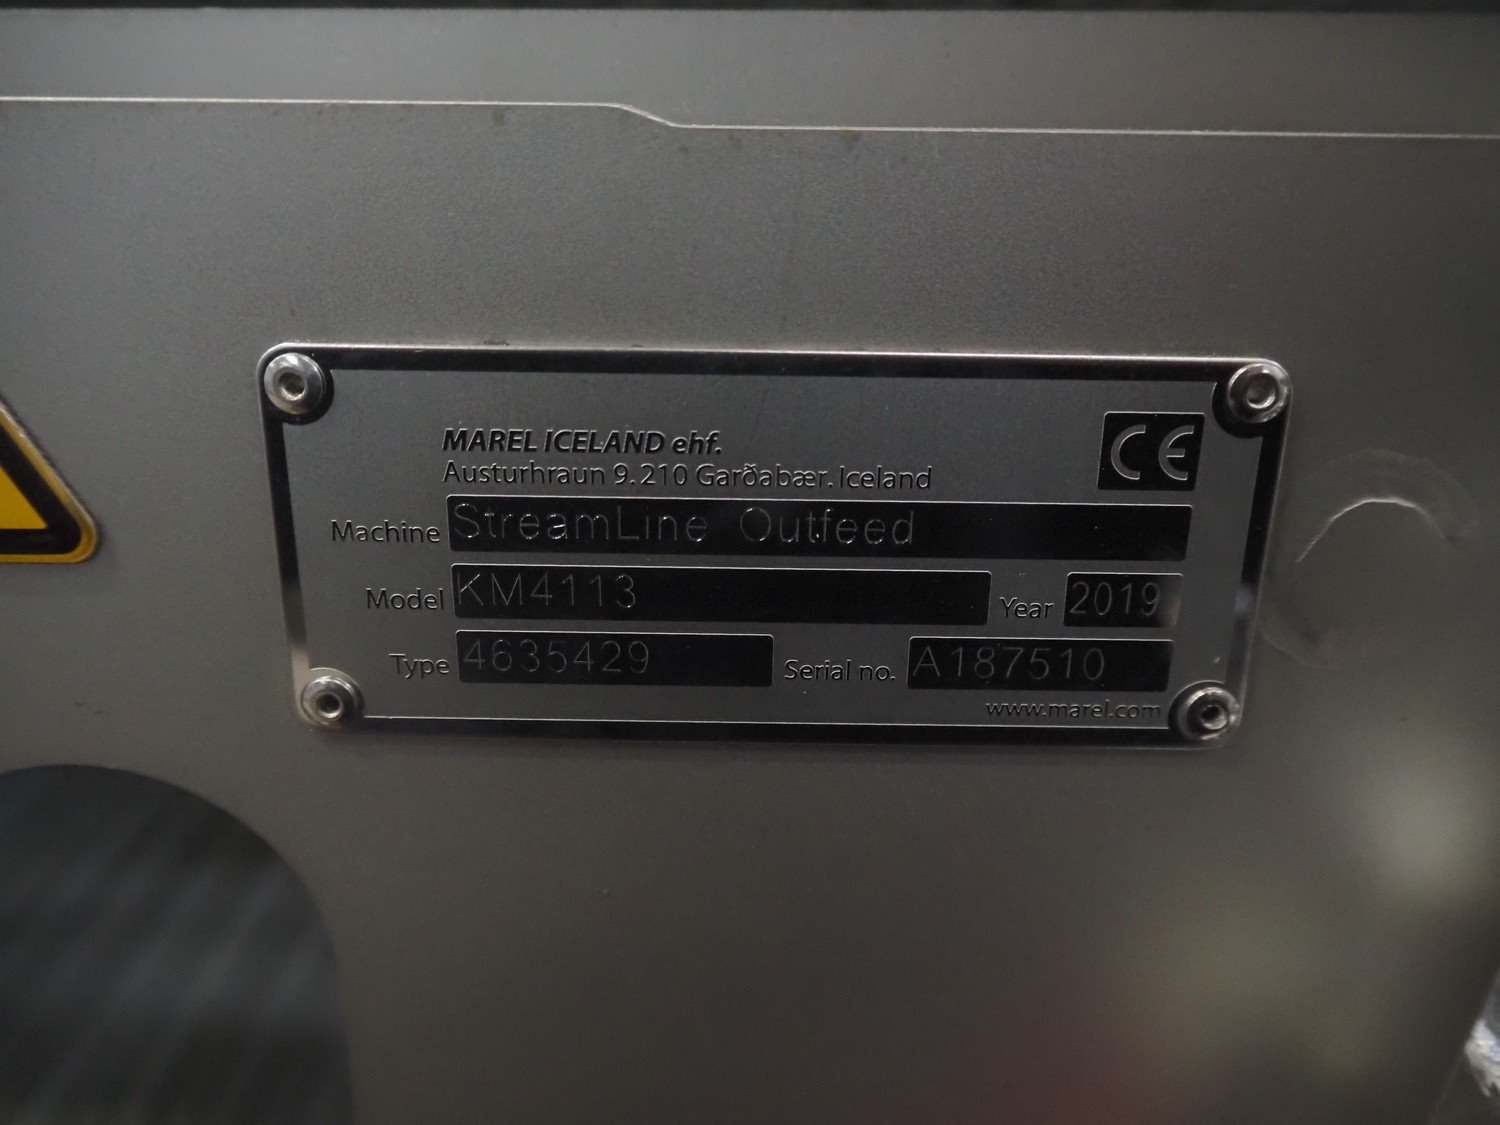 MAREL ICELAND ehf.
Austurhraun 9. 210 Garðabær. Iceland
CE
Machine StreamLine Outfeed
Model KM4113 Year 2019
Type 4635429 Serial no. A187510
www.marel.com